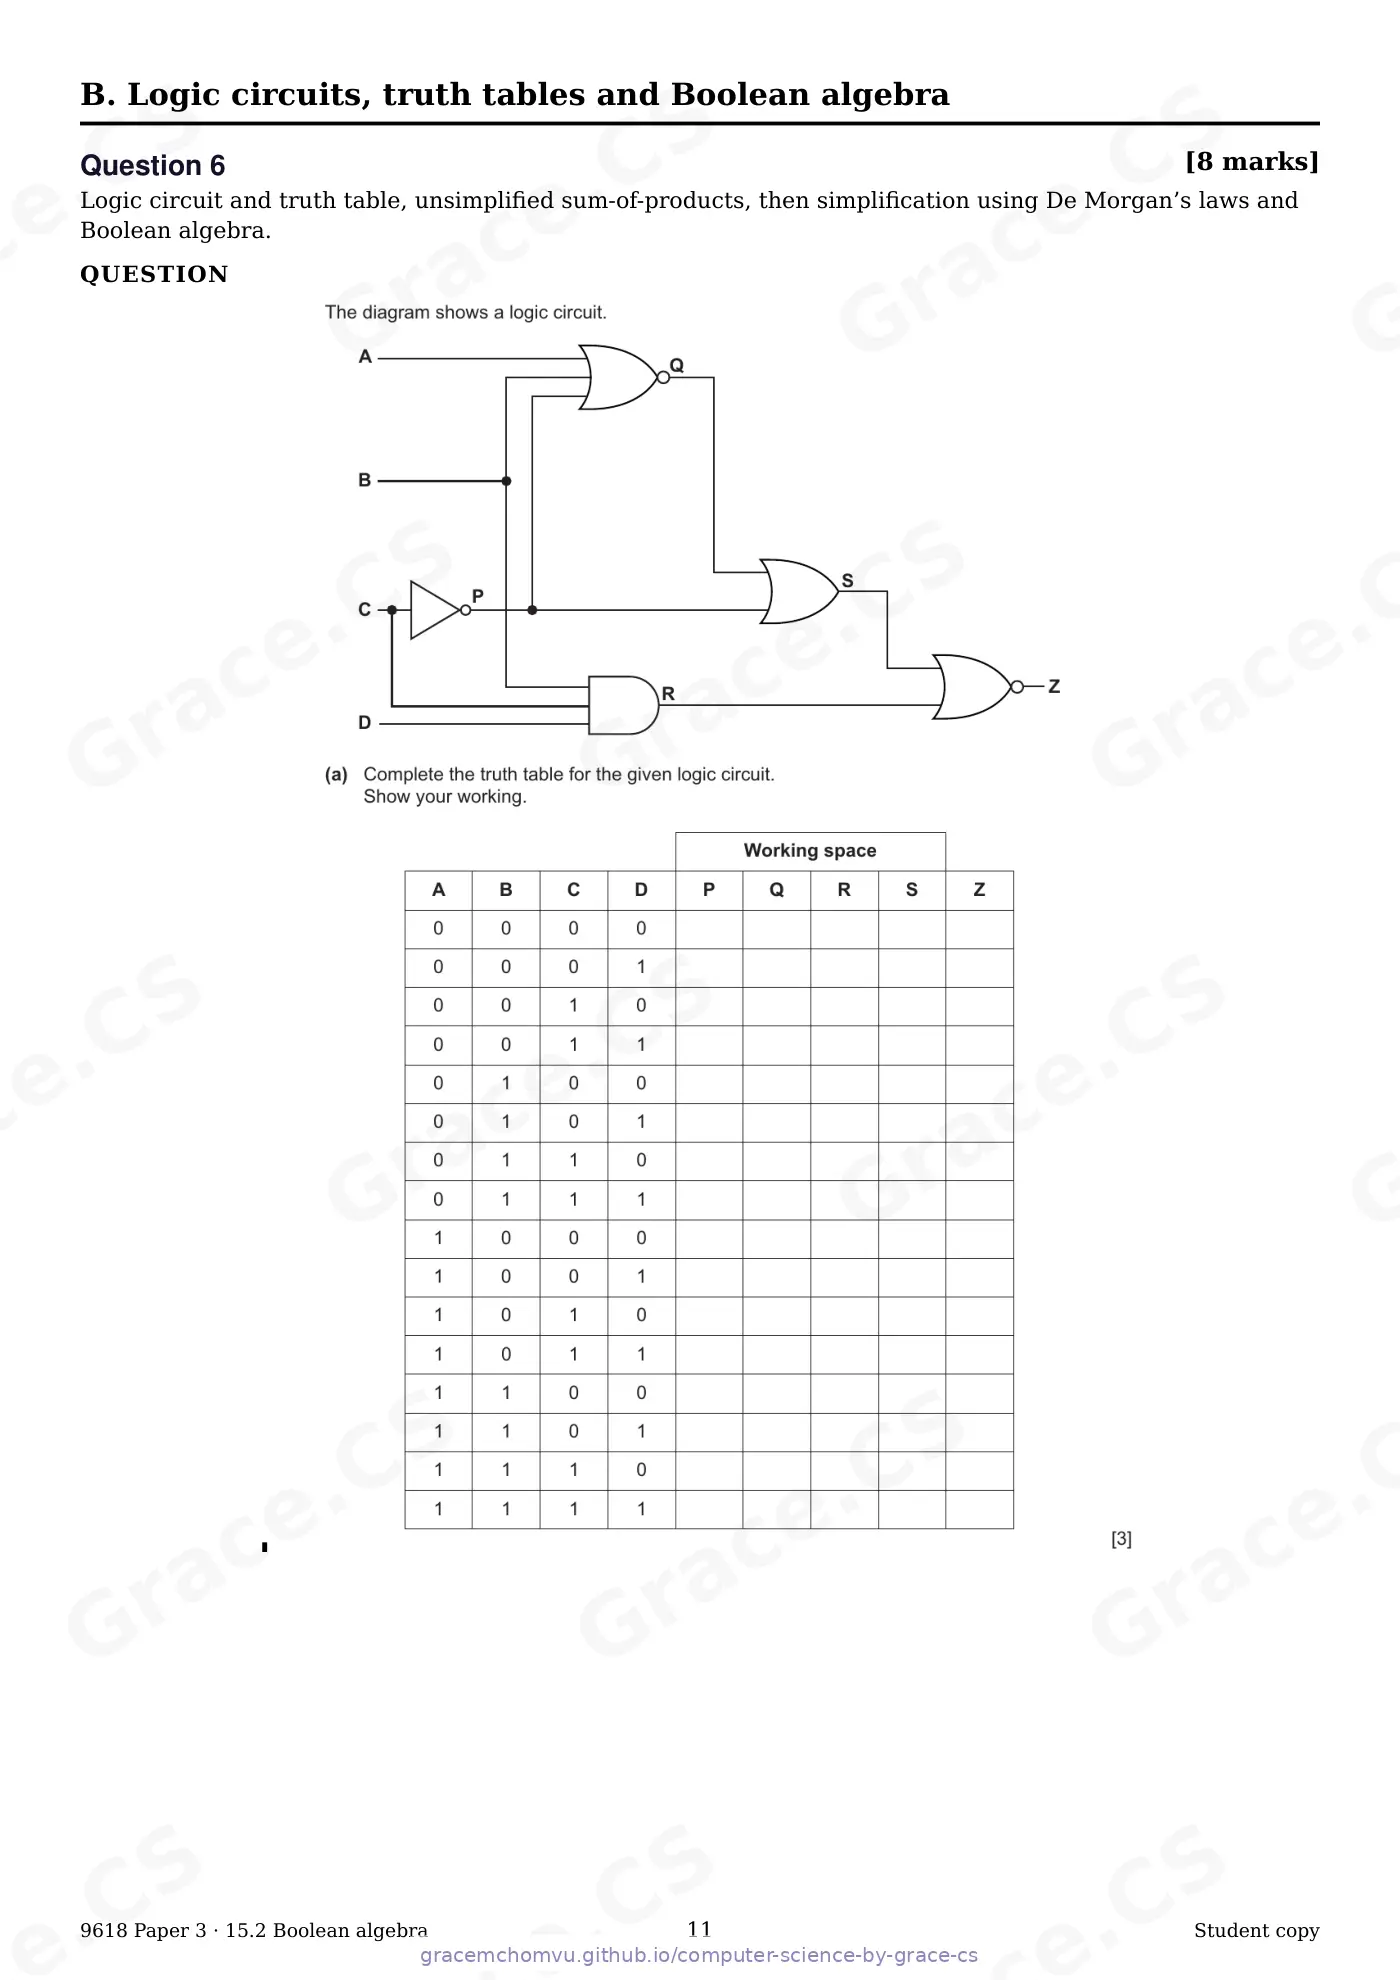 B. Logic circuits, truth tables and Boolean algebra
Question 6
[8 marks]
Logic circuit and truth table, unsimplified sum-of-products, then simplification using De Morgan’s laws and
Boolean algebra.
QUESTION
The diagram shows a logic circuit.
A
Q
B
S
P
C
Z
R
D
(a) Complete the truth table for the given logic circuit.
Show your working.
Working space
A B C D P Q R S Z
0 0 0 0
0 0 0 1
0 0 1 0
0 0 1 1
0 1 0 0
0 1 0 1
0 1 1 0
0 1 1 1
1 0 0 0
1 0 0 1
1 0 1 0
1 0 1 1
1 1 0 0
1 1 0 1
1 1 1 0
1 1 1 1
[3]
9618 Paper 3 · 15.2 Boolean algebra
11
Student copy
gracemchomvu.github.io/computer-science-by-grace-cs
Grace.CS